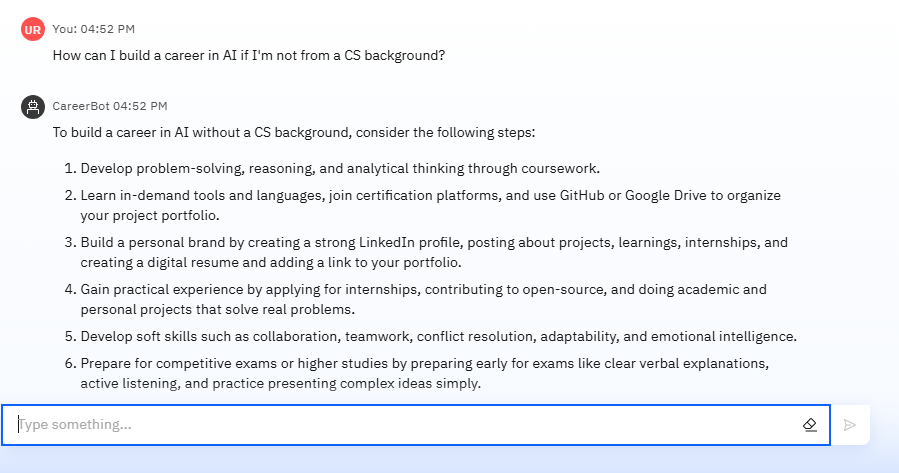 UR You: 04:52 PM
How can I build a career in AI if I'm not from a CS background?
CareerBot 04:52 PM
To build a career in AI without a CS background, consider the following steps:
1. Develop problem-solving, reasoning, and analytical thinking through coursework.
2. Learn in-demand tools and languages, join certification platforms, and use GitHub or Google Drive to organize
your project portfolio.
3. Build a personal brand by creating a strong LinkedIn profile, posting about projects, learnings, internships, and
creating a digital resume and adding a link to your portfolio.
4. Gain practical experience by applying for internships, contributing to open-source, and doing academic and
personal projects that solve real problems.
5. Develop soft skills such as collaboration, teamwork, conflict resolution, adaptability, and emotional intelligence.
6. Prepare for competitive exams or higher studies by preparing early for exams like clear verbal explanations,
active listening, and practice presenting complex ideas simply.
Type something...